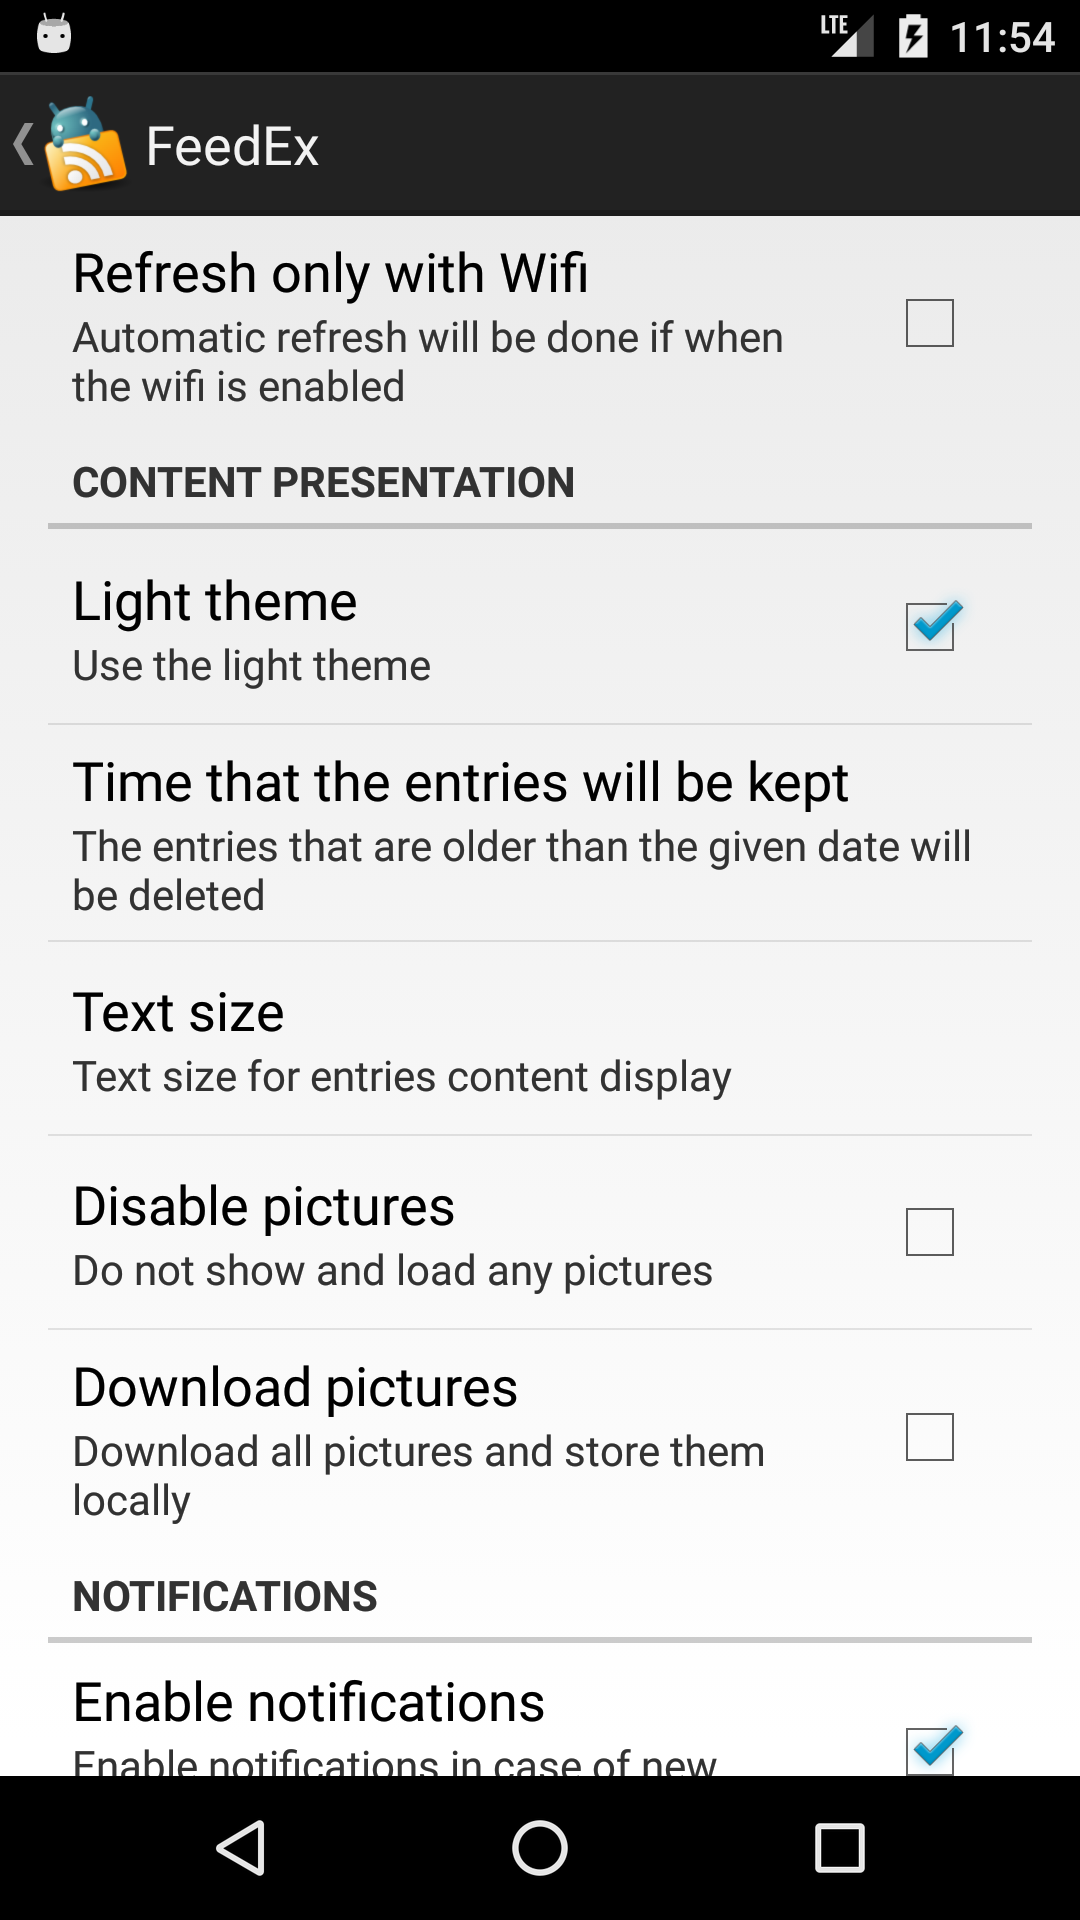 LTE 11:54
FeedEx
Refresh only with Wifi
Automatic refresh will be done if when
the wifi is enabled
CONTENT PRESENTATION
Light theme
Use the light theme
Time that the entries will be kept
The entries that are older than the given date will
be deleted
Text size
Text size for entries content display
Disable pictures
Do not show and load any pictures
Download pictures
Download all pictures and store them
locally
NOTIFICATIONS
Enable notifications
Enable notifications in case of new